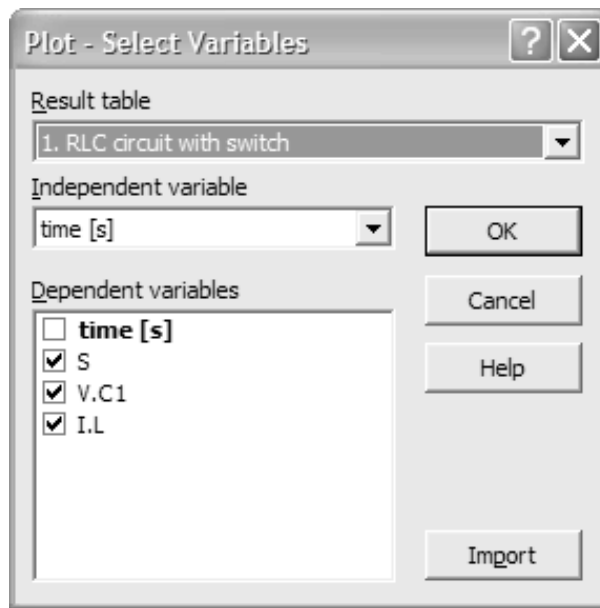 Plot - Select Variables
Result table
1. RLC circuit with switch
Independent variable
time [s]
OK
Dependent variables
Cancel
time [s]
S
V.C1
I.L
Help
Import